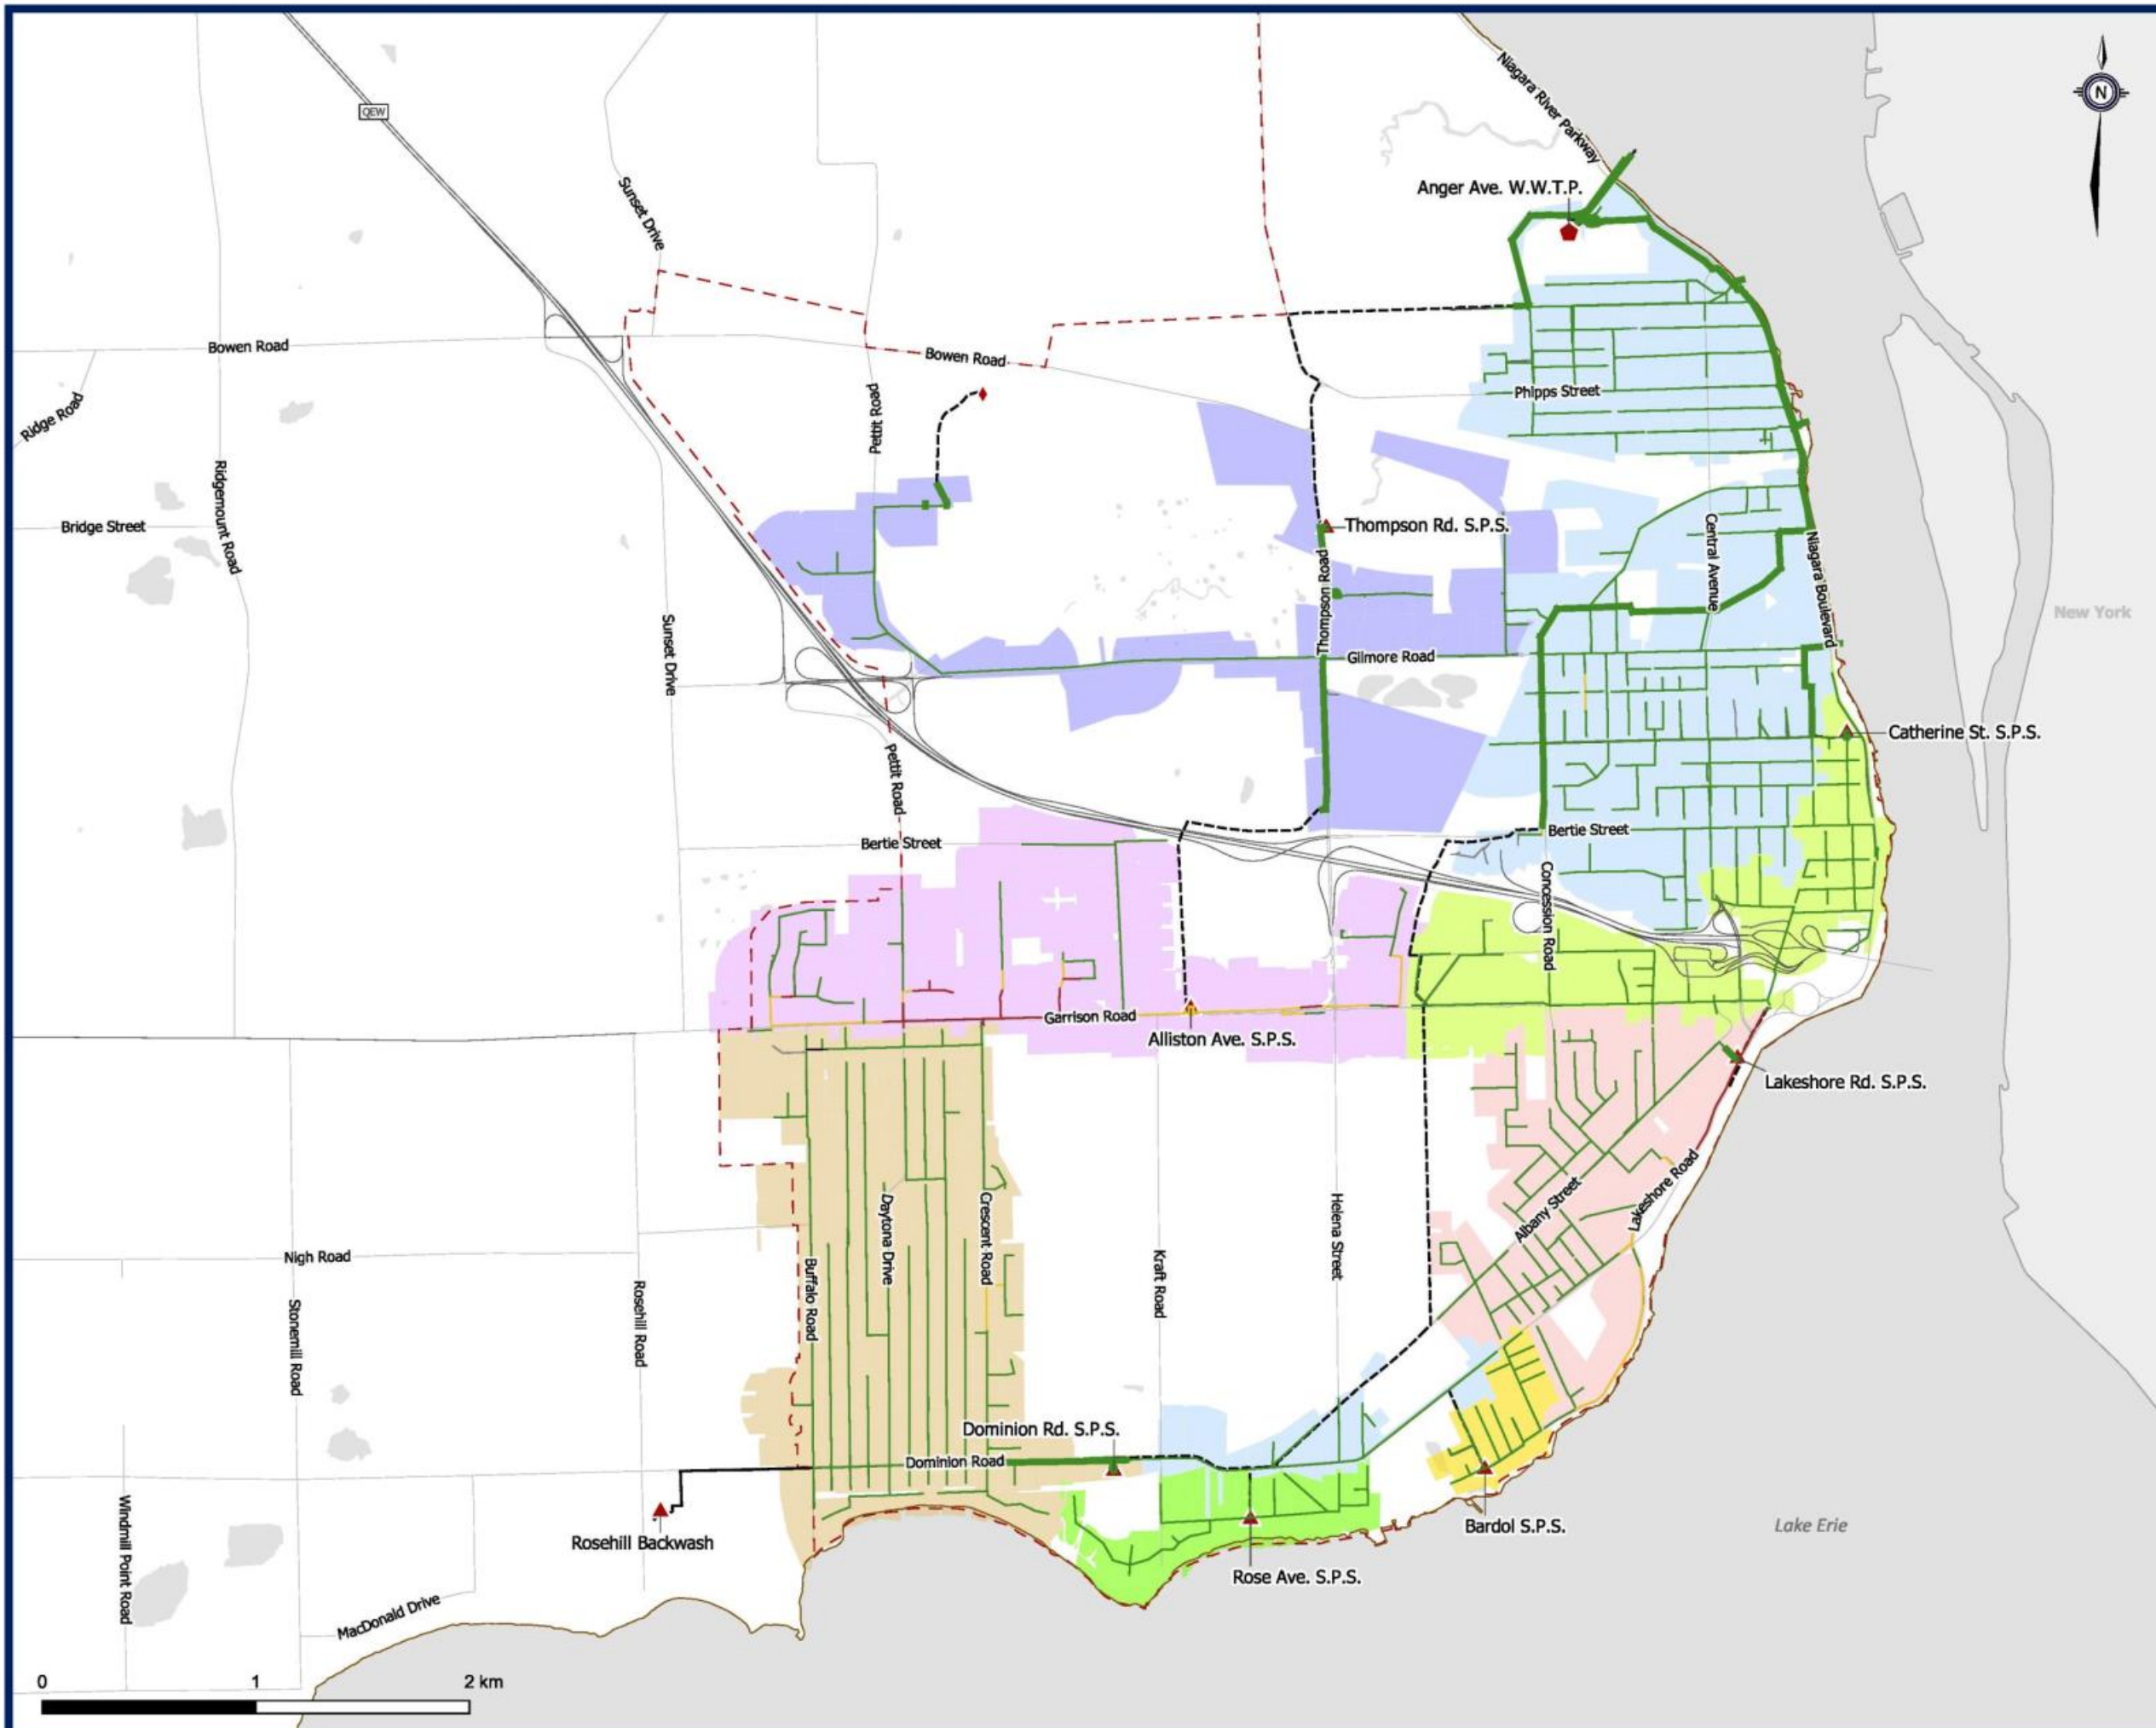 Niagara River Parkway
N
QEW
Anger Ave. W.W.T.P.
Sunset Drive
Bowen Road
Bowen Road
Phipps Street
Pettit Road
Ridge Road
Ridgemount Road
Bridge Street
Thompson Rd. S.P.S.
Central Avenue
Niagara Boulevard
Thompson Road
New York
Sunset Drive
Gilmore Road
Catherine St. S.P.S.
Pettit Road
Bertie Street
Bertie Street
Concession Road
Garrison Road
Alliston Ave. S.P.S.
Lakeshore Rd. S.P.S.
Lakeshore Road
Albany Street
Daytona Drive
Crescent Road
Helena Street
Nigh Road
Buffalo Road
Kraft Road
Stonemill Road
Rosehill Road
Dominion Rd. S.P.S.
Dominion Road
Windmill Point Road
Rosehill Backwash
Bardol S.P.S.
Lake Erie
Rose Ave. S.P.S.
MacDonald Drive
0 1 2 km